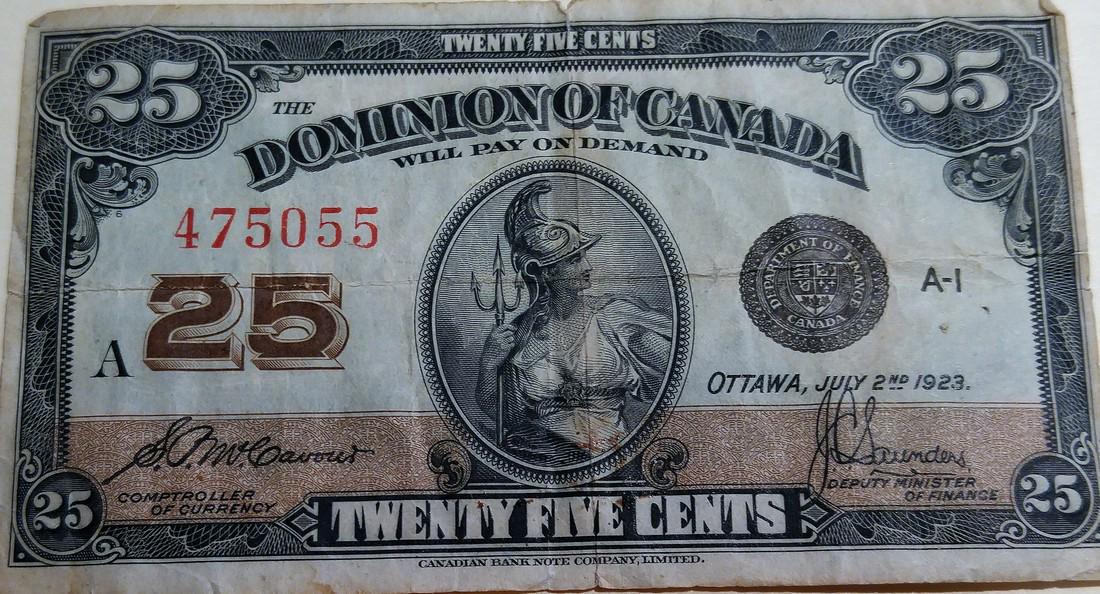 TWENTY FIVE CENTS
25
25
THE
DOMINION OF CANADA
WILL PAY ON DEMAND
475055
25
A
DEPARTMENT OF FINANCE
CANADA
A-1
OTTAWA, JULY 2ND 1923.
J.C. Saunders
DEPUTY MINISTER
OF FINANCE
COMPTROLLER
OF CURRENCY
25
25
TWENTY FIVE CENTS
CANADIAN BANK NOTE COMPANY, LIMITED.